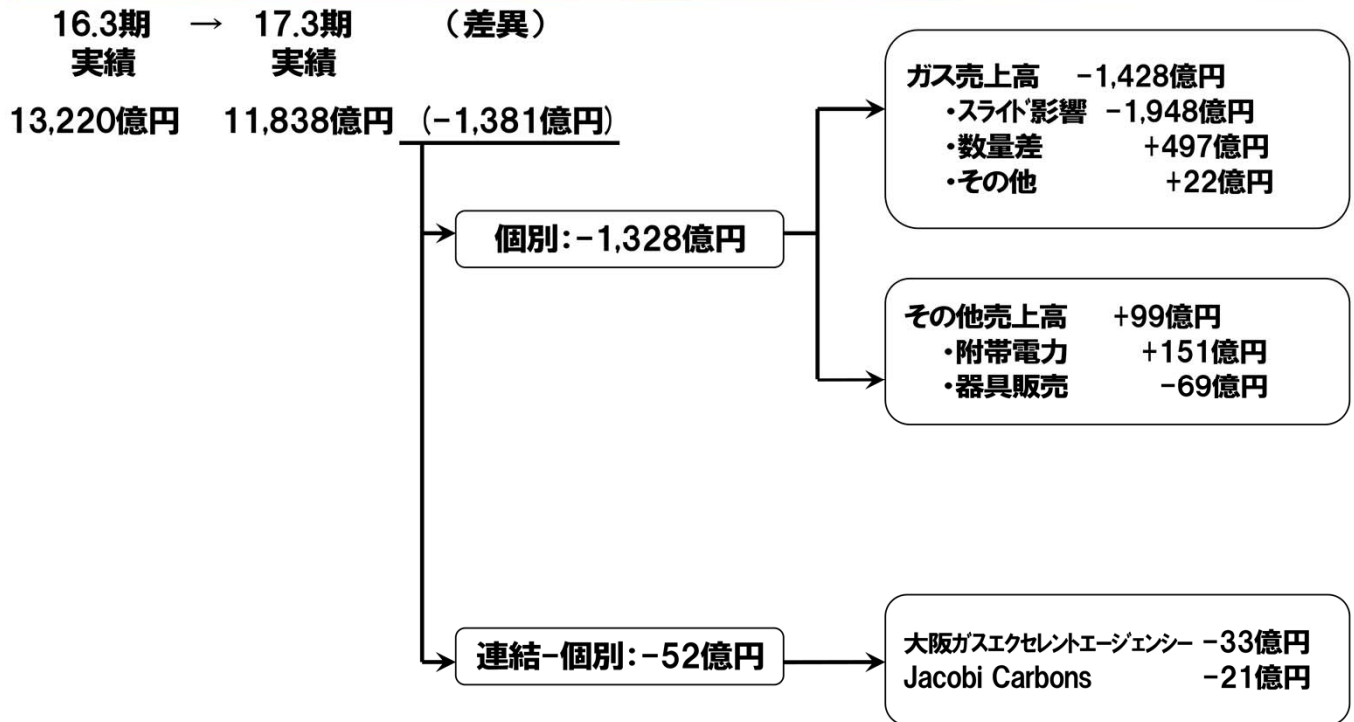 16.3期 → 17.3期 （差異）
実績 実績
13,220億円 11,838億円 (-1,381億円)
ガス売上高 -1,428億円
・スライド影響 -1,948億円
・数量差 +497億円
・その他 +22億円
個別：-1,328億円
その他売上高 +99億円
・附帯電力 +151億円
・器具販売 -69億円
連結-個別：-52億円
大阪ガスエクセレントエージェンシー -33億円
Jacobi Carbons -21億円